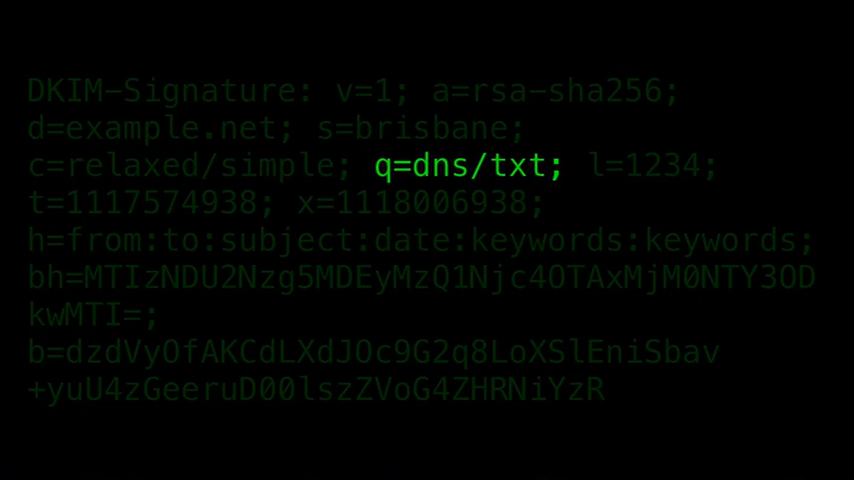 DKIM-Signature: v=1; a=rsa-sha256;
d=example.net; s=brisbane;
c=relaxed/simple; q=dns/txt; l=1234;
t=1117574938; x=1118006938;
h=from:to:subject:date:keywords:keywords;
bh=MTIzNDU2Nzg5MDEyMzQ1Njc4OTAxMjM0NTY3OD
kwMTI=;
b=dzdVyOfAKCdLXdJOc9G2q8LoXSlEniSbav
+yuU4zGeeruD00lszZVoG4ZHRNiYzR